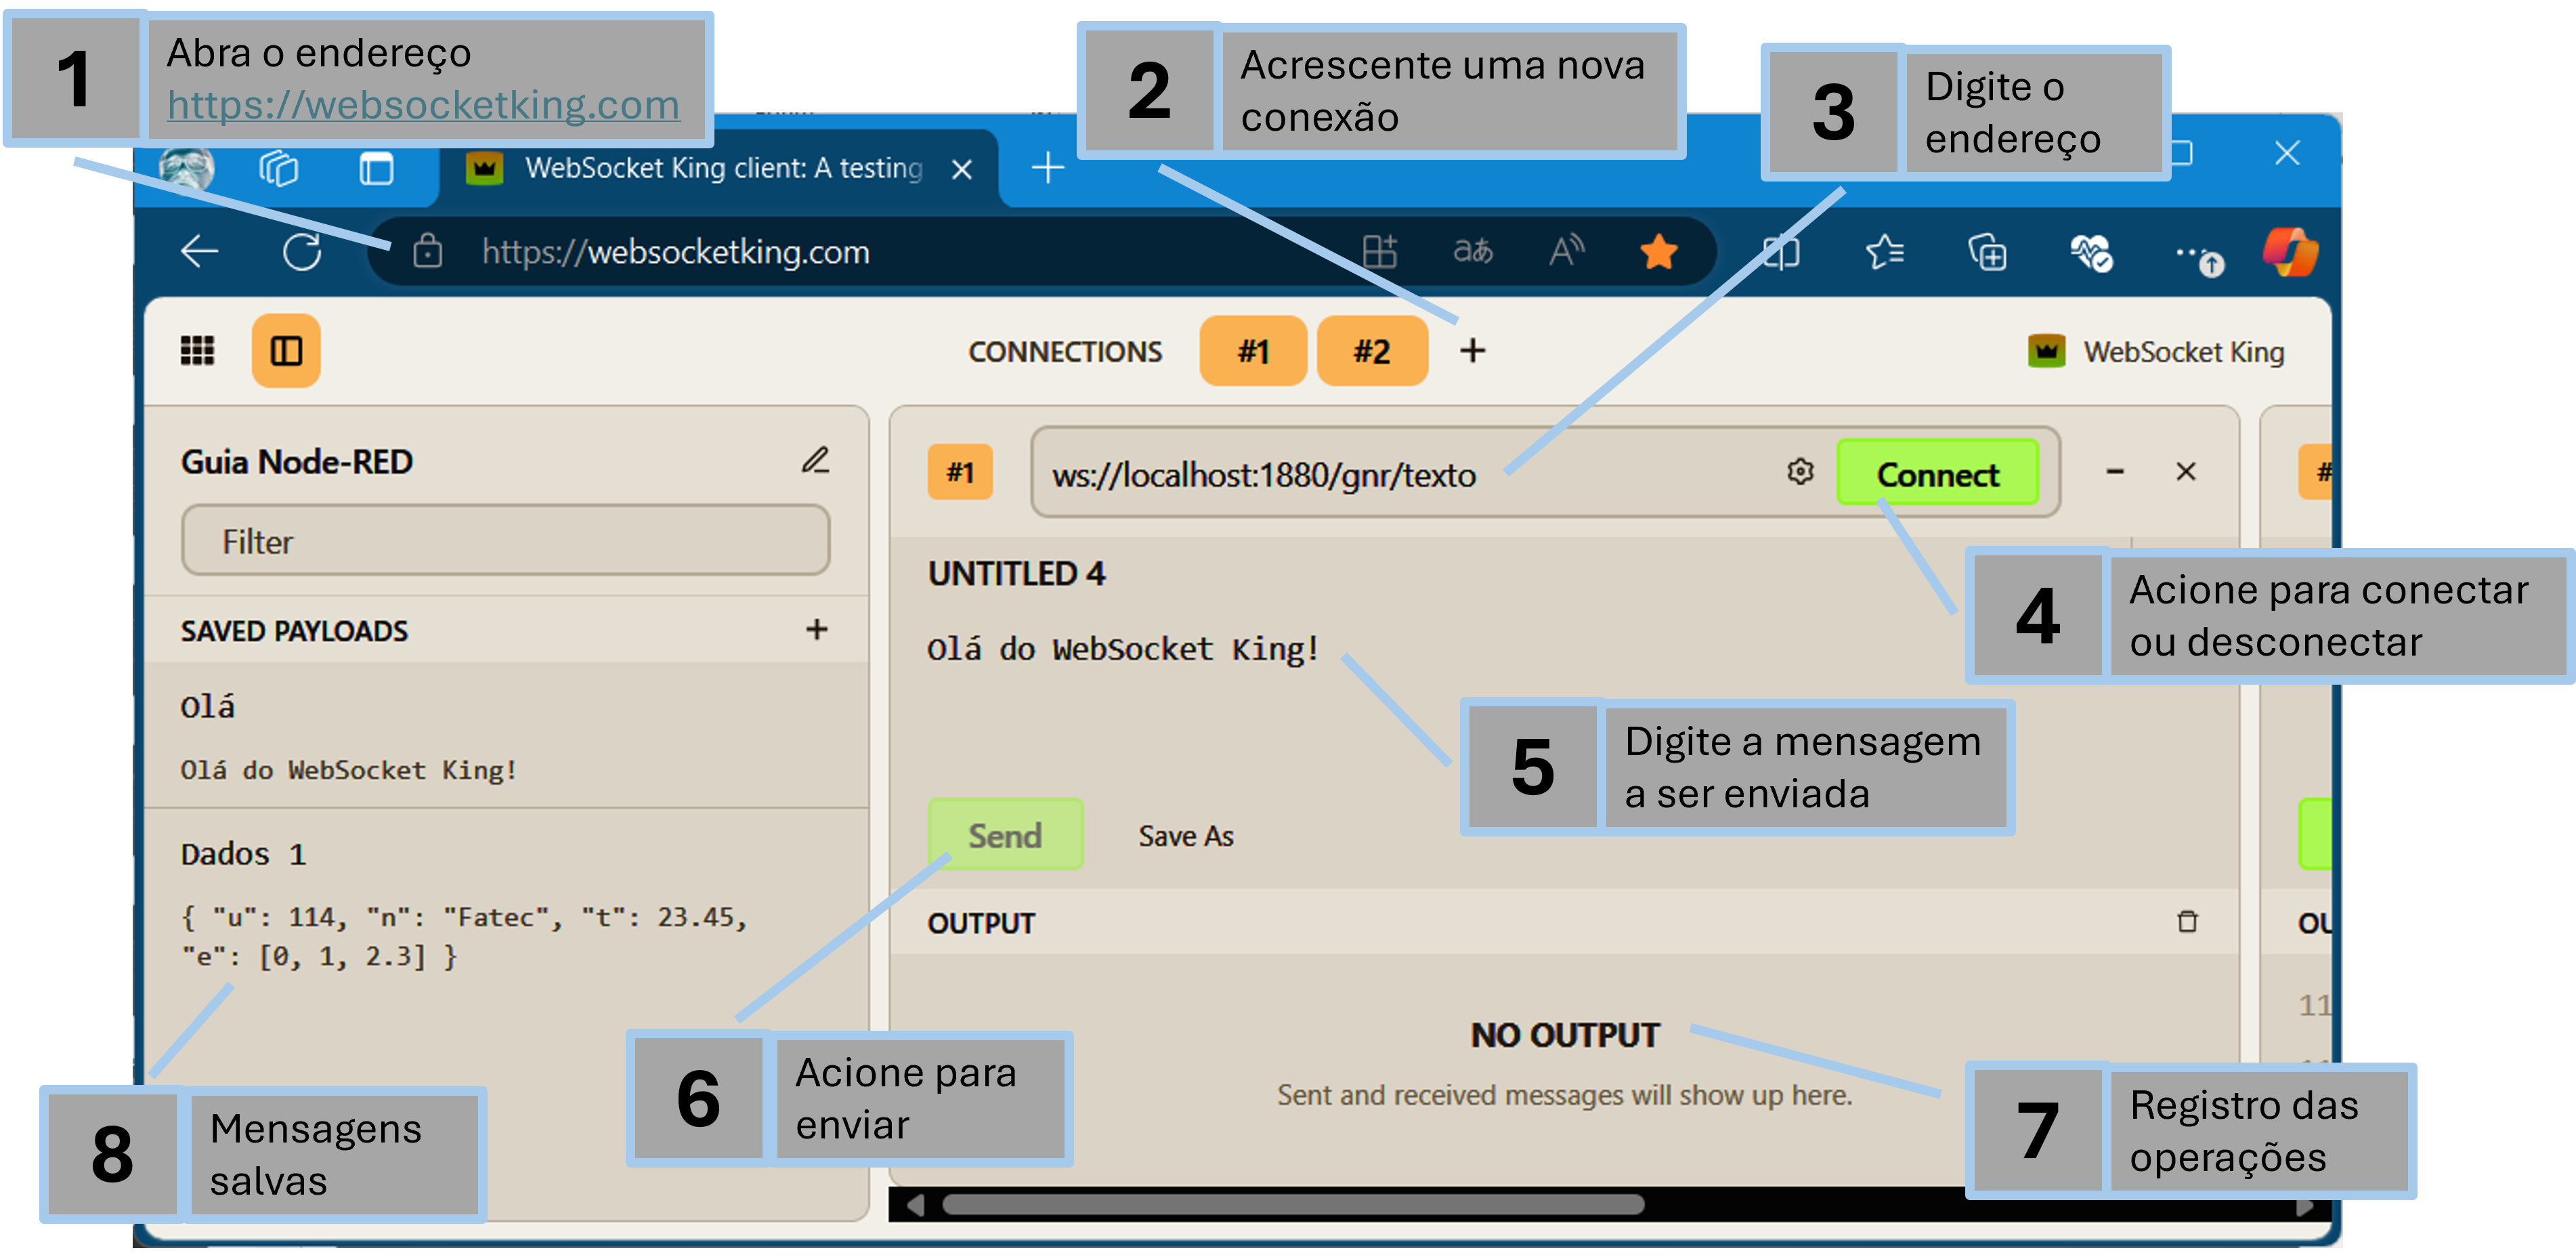 1
Abra o endereço
https://websocketking.com
2
Acrescente uma nova
conexão
3
Digite o
endereço
WebSocket King client: A testing
https://websocketking.com
CONNECTIONS
#1
#2
+
WebSocket King
Guia Node-RED
Filter
SAVED PAYLOADS
+
Olá
Olá do WebSocket King!
Dados 1
{ "u": 114, "n": "Fatec", "t": 23.45,
"e": [0, 1, 2.3] }
#1
ws://localhost:1880/gnr/texto
Connect
#
UNTITLED 4
Olá do WebSocket King!
4
Acione para conectar
ou desconectar
5
Digite a mensagem
a ser enviada
Send
Save As
OUTPUT
OU
11
NO OUTPUT
Sent and received messages will show up here.
6
Acione para
enviar
7
Registro das
operações
8
Mensagens
salvas